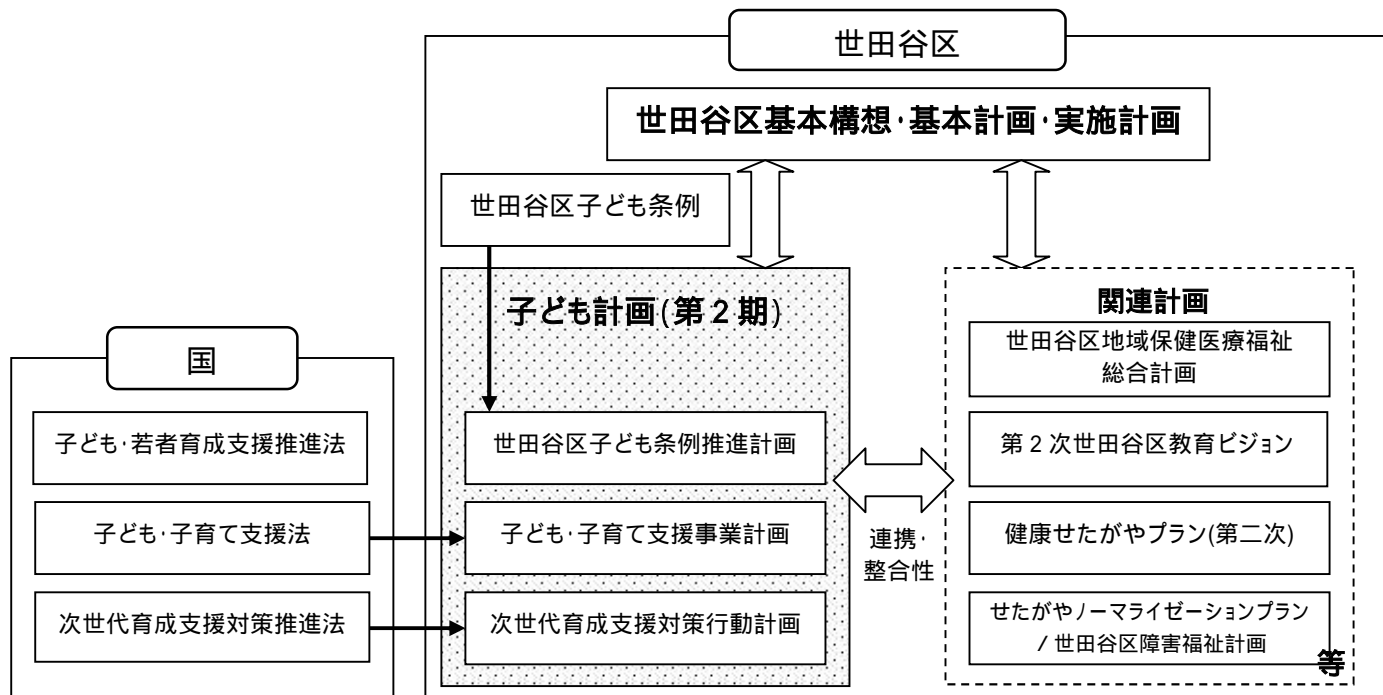 世田谷区
世田谷区基本構想・基本計画・実施計画
世田谷区子ども条例
子ども計画(第２期)
世田谷区子ども条例推進計画
子ども・子育て支援事業計画
次世代育成支援対策行動計画
国
子ども・若者育成支援推進法
子ども・子育て支援法
次世代育成支援対策推進法
連携・
整合性
関連計画
世田谷区地域保健医療福祉
総合計画
第２次世田谷区教育ビジョン
健康せたがやプラン(第二次)
せたがやノーマライゼーションプラン
/ 世田谷区障害福祉計画
等